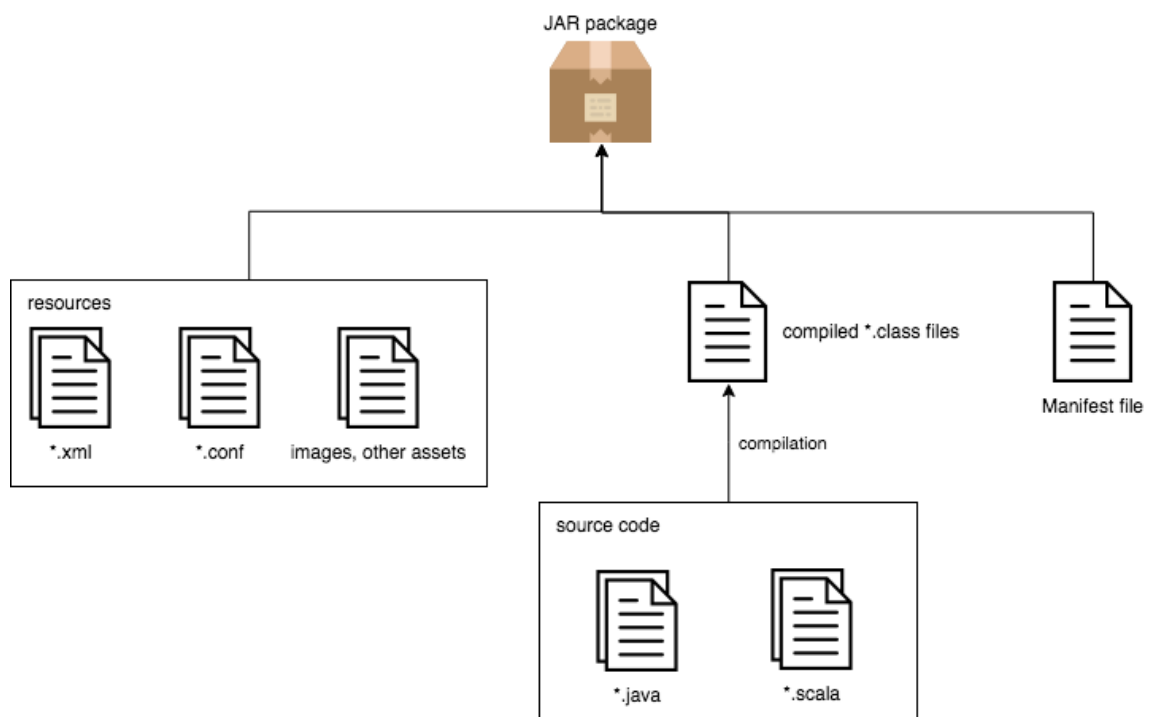 JAR package
resources
*.xml
*.conf
images, other assets
compiled *.class files
Manifest file
compilation
source code
*.java
*.scala